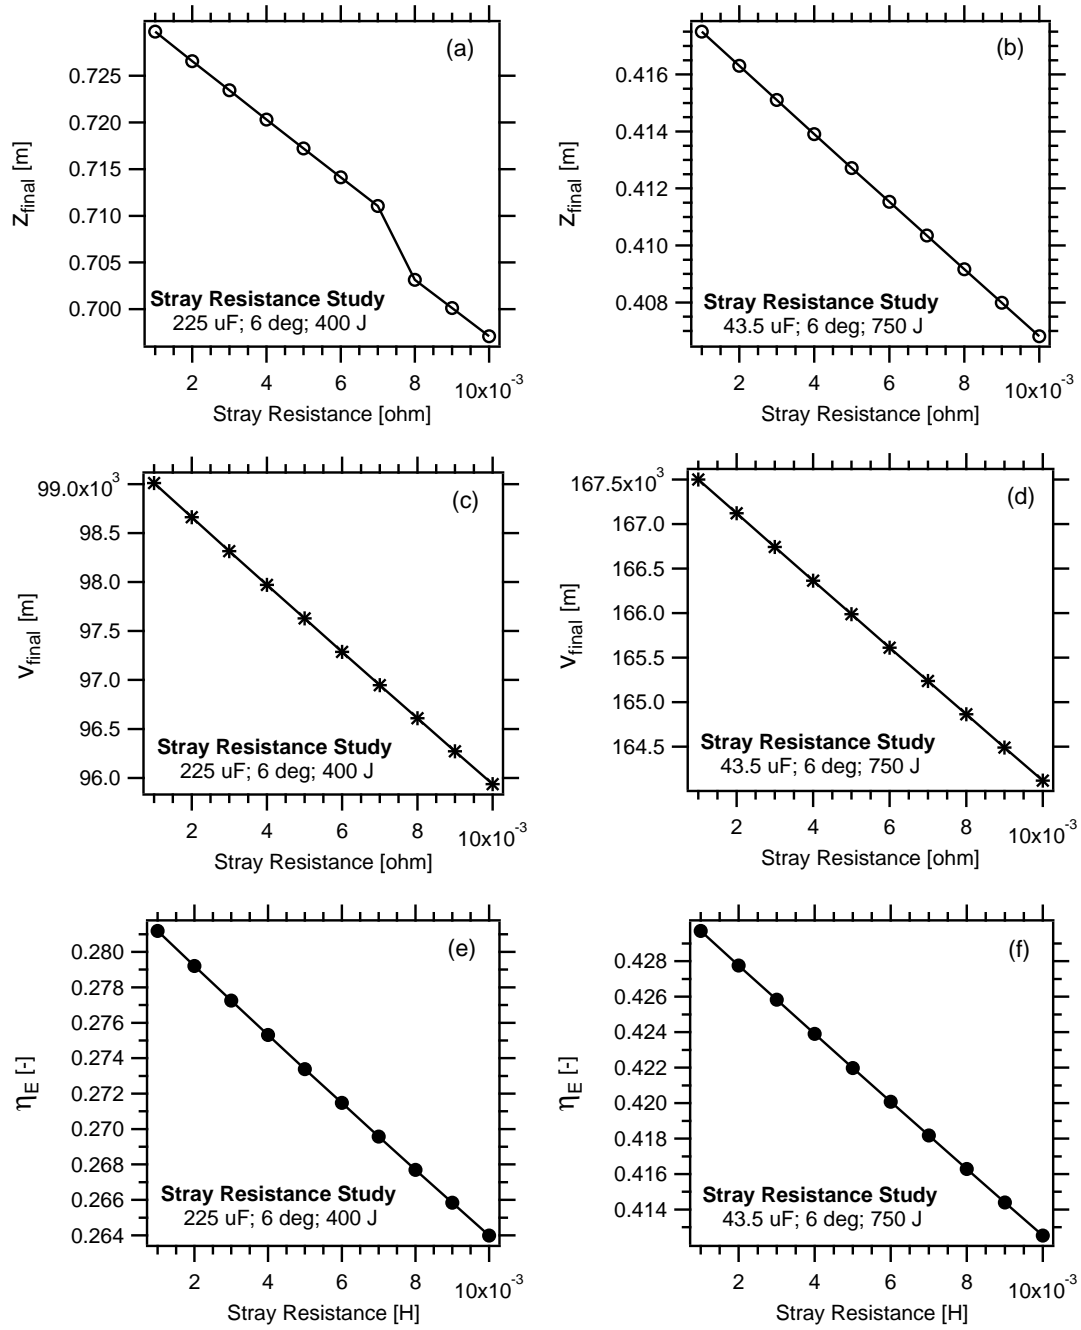 (a)
z_final [m]
0.725
0.720
0.715
0.710
0.705
0.700
Stray Resistance Study
225 uF; 6 deg; 400 J
2 4 6 8 10x10^-3
Stray Resistance [ohm]
(b)
z_final [m]
0.416
0.414
0.412
0.410
0.408
Stray Resistance Study
43.5 uF; 6 deg; 750 J
2 4 6 8 10x10^-3
Stray Resistance [ohm]
(c)
v_final [m]
99.0x10^3
98.5
98.0
97.5
97.0
96.5
96.0
Stray Resistance Study
225 uF; 6 deg; 400 J
2 4 6 8 10x10^-3
Stray Resistance [ohm]
(d)
v_final [m]
167.5x10^3
167.0
166.5
166.0
165.5
165.0
164.5
Stray Resistance Study
43.5 uF; 6 deg; 750 J
2 4 6 8 10x10^-3
Stray Resistance [ohm]
(e)
η_E [-]
0.280
0.278
0.276
0.274
0.272
0.270
0.268
0.266
0.264
Stray Resistance Study
225 uF; 6 deg; 400 J
2 4 6 8 10x10^-3
Stray Resistance [H]
(f)
η_E [-]
0.428
0.426
0.424
0.422
0.420
0.418
0.416
0.414
Stray Resistance Study
43.5 uF; 6 deg; 750 J
2 4 6 8 10x10^-3
Stray Resistance [H]